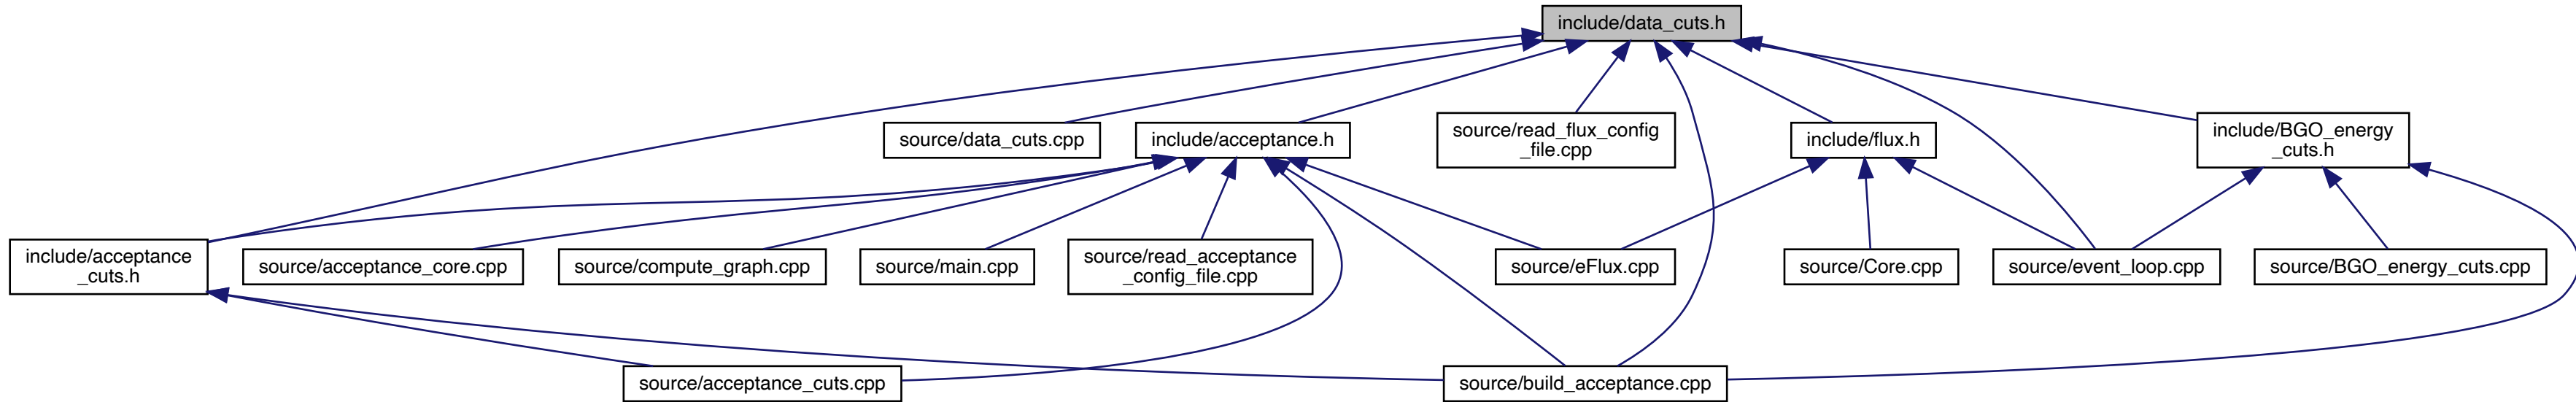 include/data_cuts.h
source/data_cuts.cpp
include/acceptance.h
source/read_flux_config
_file.cpp
include/flux.h
include/BGO_energy
_cuts.h
include/acceptance
_cuts.h
source/acceptance_core.cpp
source/compute_graph.cpp
source/main.cpp
source/read_acceptance
_config_file.cpp
source/eFlux.cpp
source/Core.cpp
source/event_loop.cpp
source/BGO_energy_cuts.cpp
source/acceptance_cuts.cpp
source/build_acceptance.cpp